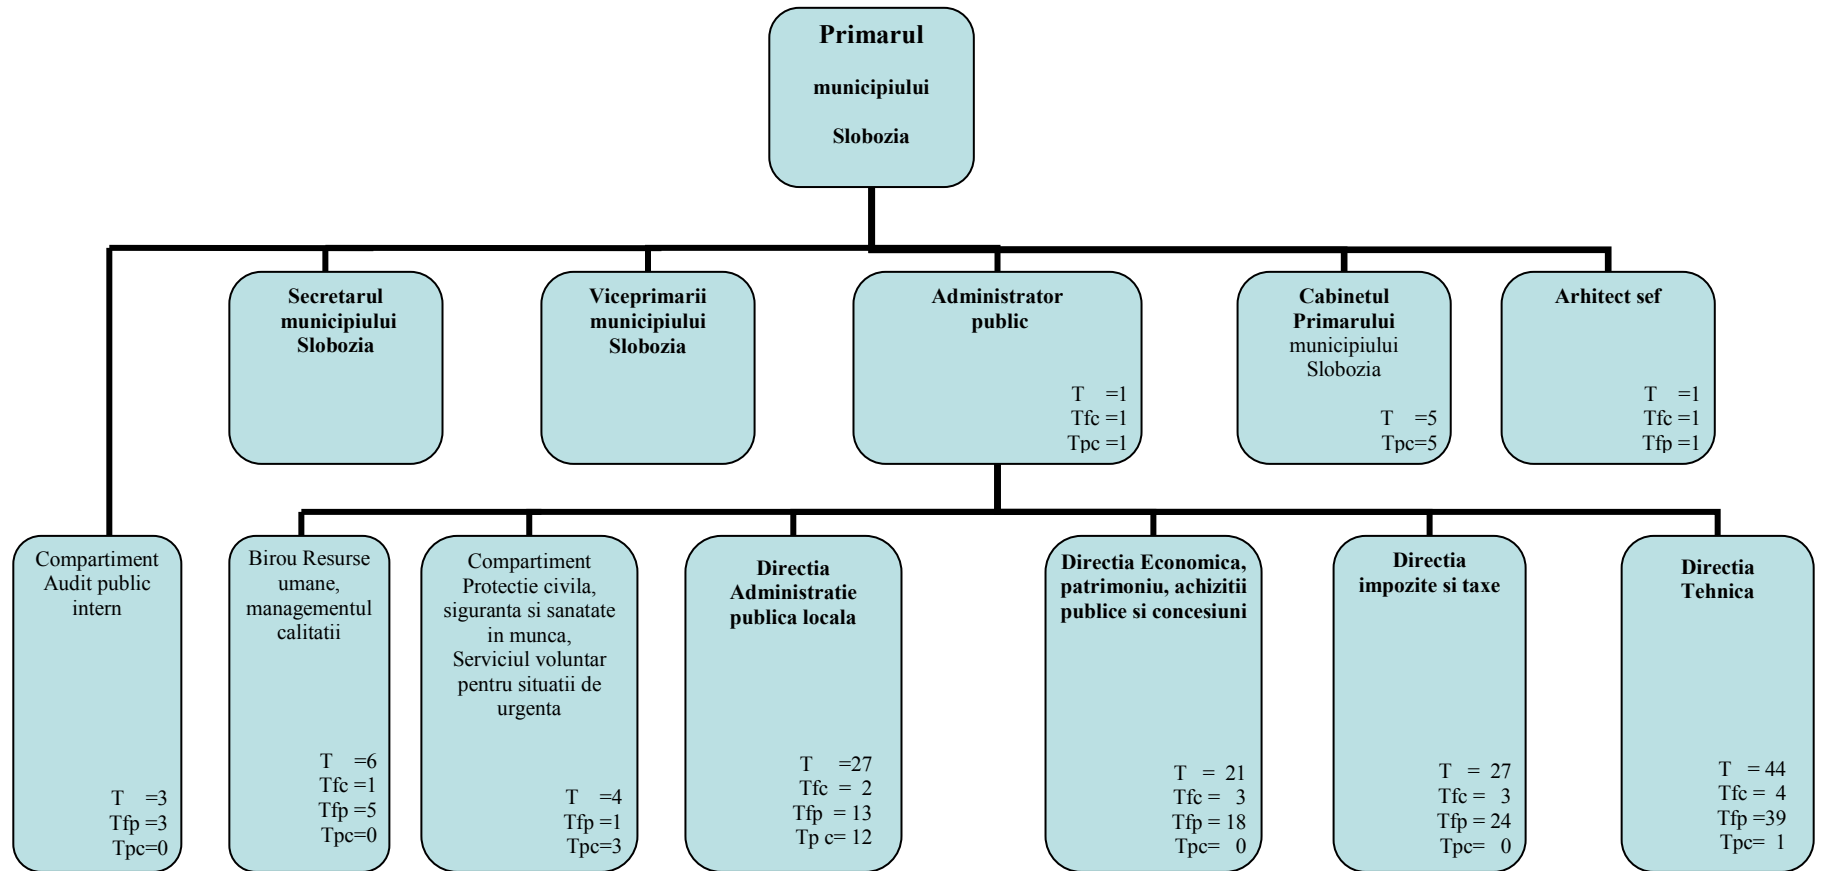 Primarul
municipiului
Slobozia
Secretarul
municipiului
Slobozia
Viceprimarii
municipiului
Slobozia
Administrator
public
T =1
Tfc =1
Tpc =1
Cabinetul
Primarului
municipiului
Slobozia
T =5
Tpc=5
Arhitect sef
T =1
Tfc =1
Tfp =1
Compartiment
Audit public
intern
T =3
Tfp =3
Tpc=0
Birou Resurse
umane,
managementul
calitatii
T =6
Tfc =1
Tfp =5
Tpc=0
Compartiment
Protectie civila,
siguranta si sanatate
in munca,
Serviciul voluntar
pentru situatii de
urgenta
T =4
Tfp =1
Tpc=3
Directia
Administratie
publica locala
T =27
Tfc = 2
Tfp = 13
Tp c= 12
Directia Economica,
patrimoniu, achizitii
publice si concesiuni
T = 21
Tfc = 3
Tfp = 18
Tpc= 0
Directia
impozite si taxe
T = 27
Tfc = 3
Tfp = 24
Tpc= 0
Directia
Tehnica
T = 44
Tfc = 4
Tfp =39
Tpc= 1